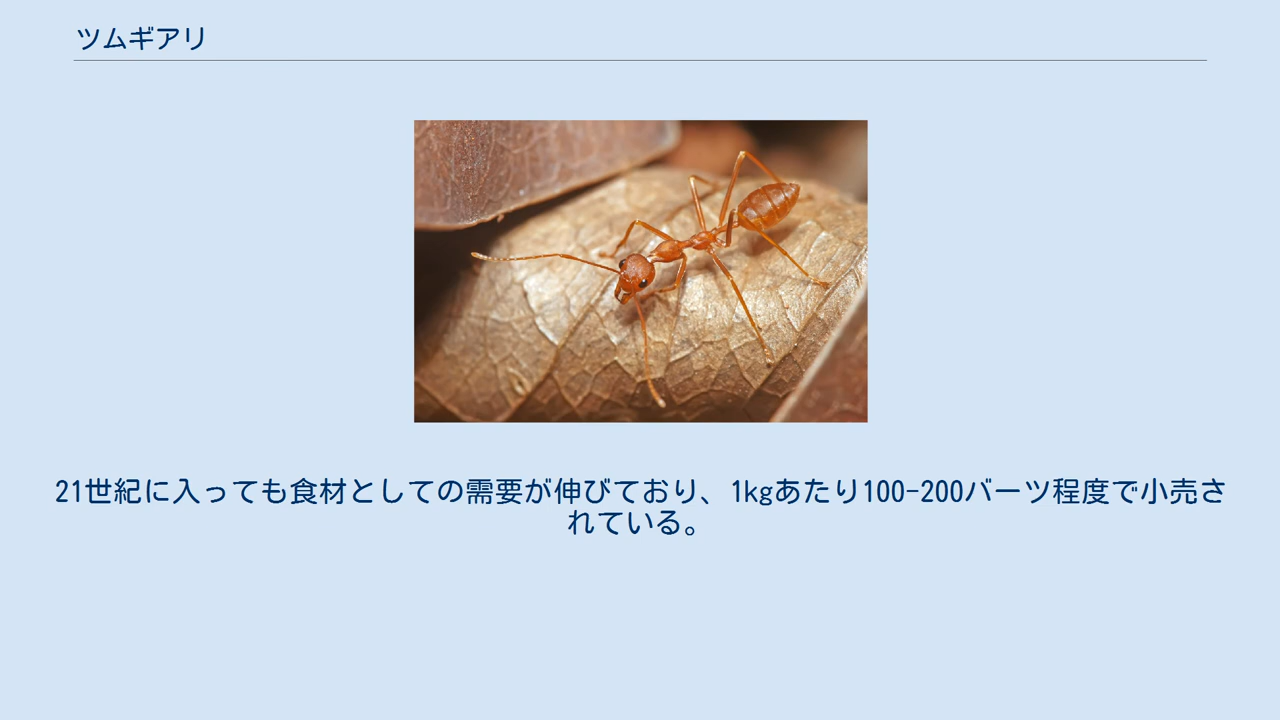 ツムギアリ
21世紀に入っても食材としての需要が伸びており、1kgあたり100-200バーツ程度で小売さ
れている。